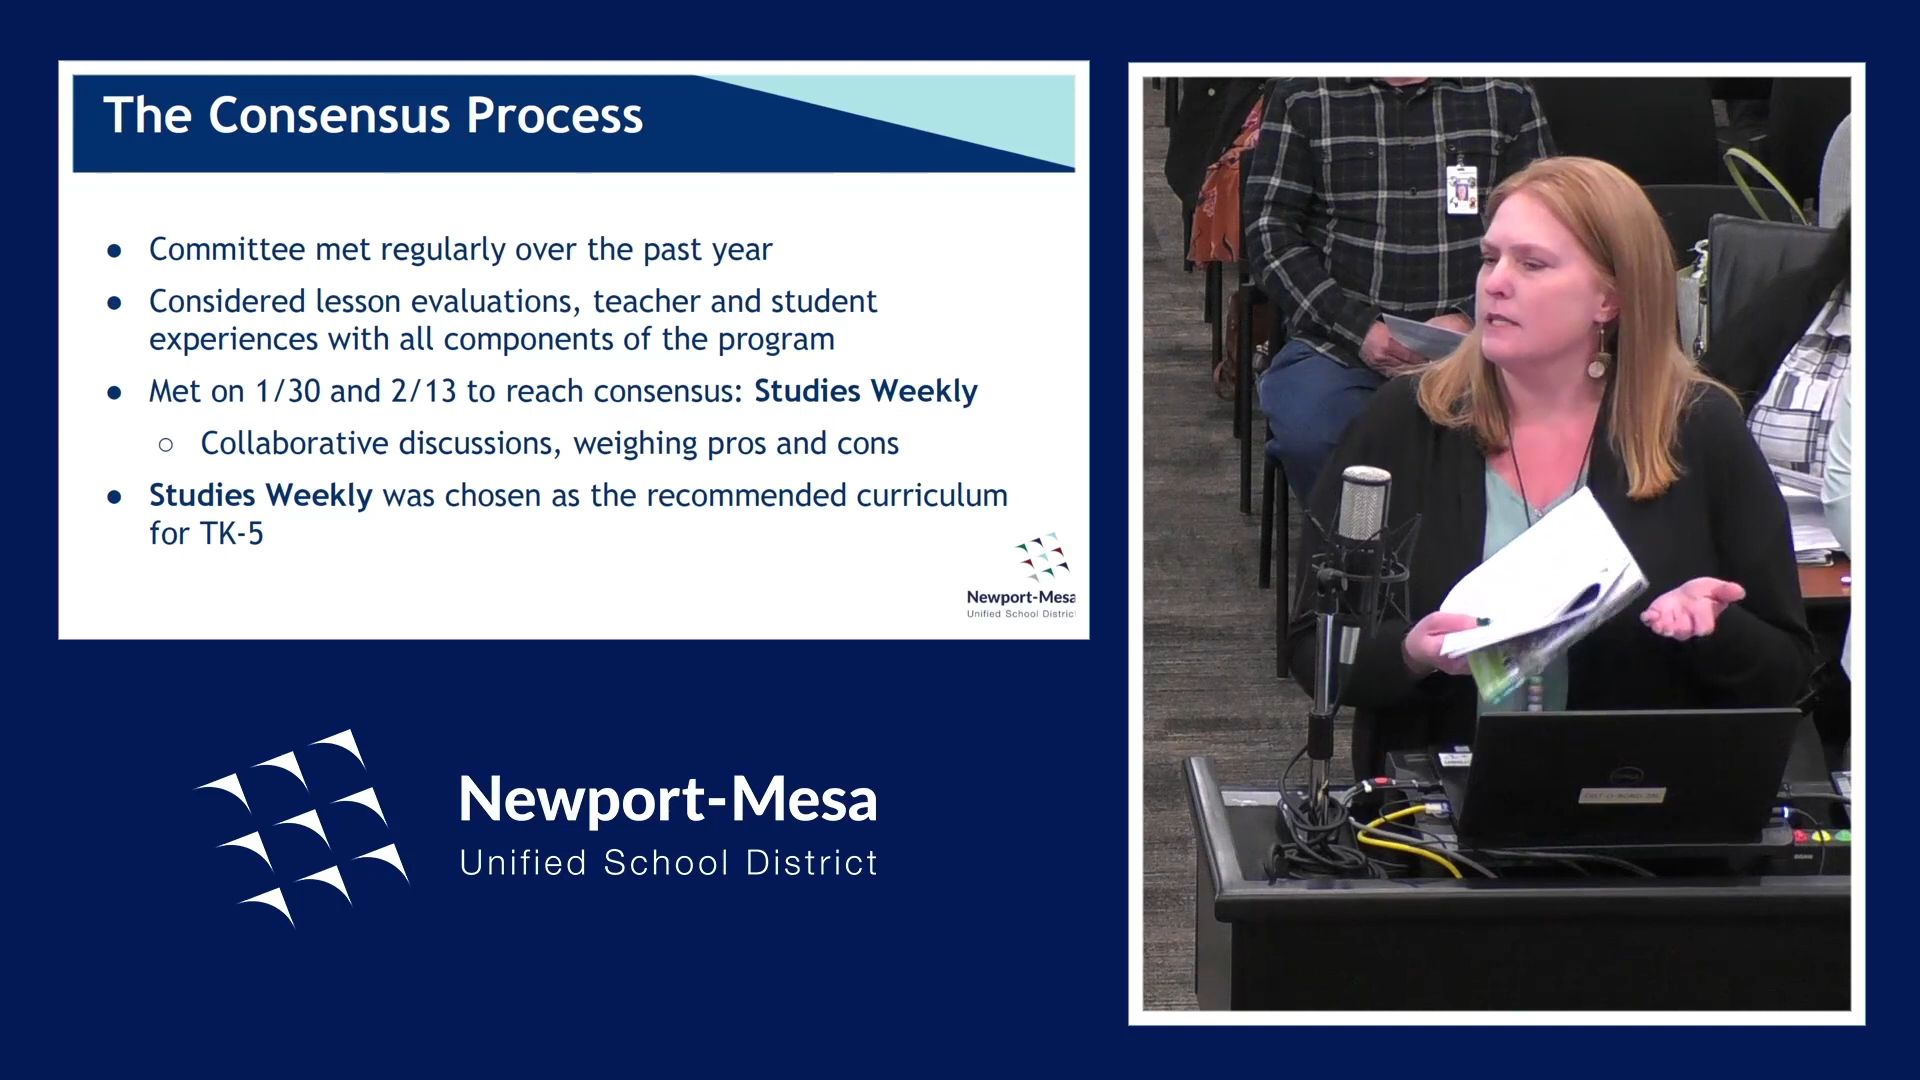 The Consensus Process
● Committee met regularly over the past year
● Considered lesson evaluations, teacher and student
experiences with all components of the program
● Met on 1/30 and 2/13 to reach consensus: Studies Weekly
○ Collaborative discussions, weighing pros and cons
● Studies Weekly was chosen as the recommended curriculum
for TK-5
Newport-Mesa
Unified School District
Newport-Mesa
Unified School District
DELL